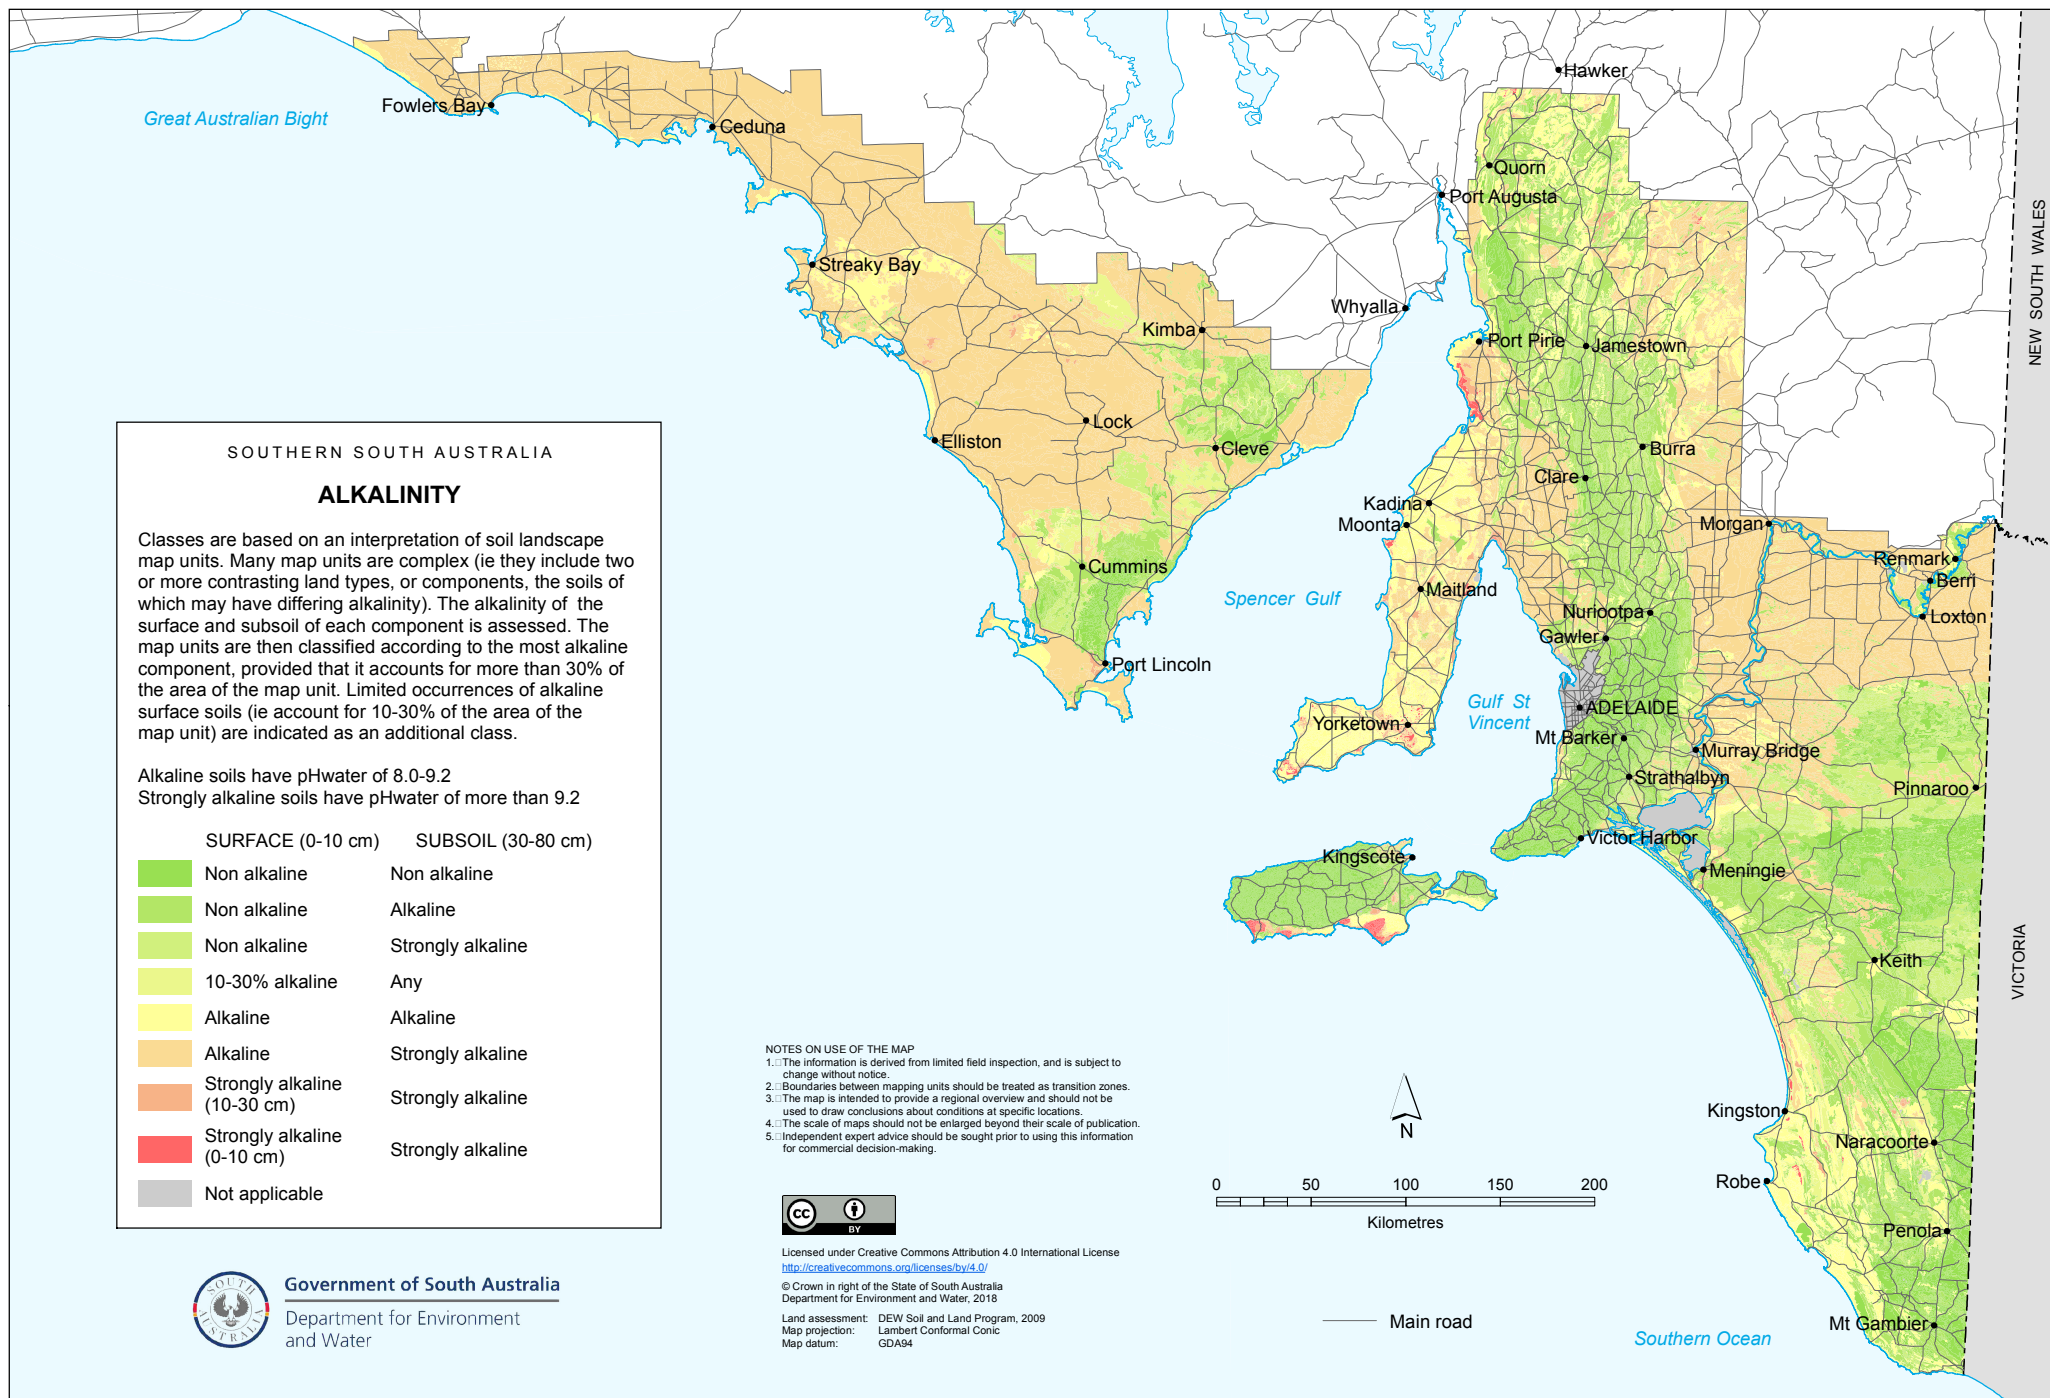 Hawker
Great Australian Bight
Fowlers Bay
Ceduna
Quorn
Port Augusta
NEW SOUTH WALES
Streaky Bay
Whyalla
Kimba
Port Pirie
Jamestown
Lock
Elliston
Cleve
Burra
Clare
Kadina
Moonta
Morgan
Renmark
Berri
Cummins
Maitland
Spencer Gulf
Nuriootpa
Loxton
Gawler
Port Lincoln
Gulf St
Vincent
ADELAIDE
Yorketown
Mt Barker
Murray Bridge
Strathalbyn
Pinnaroo
Victor Harbor
Kingscote
Meningie
Keith
VICTORIA
Kingston
Naracoorte
Robe
Penola
Mt Gambier
Southern Ocean
SOUTHERN SOUTH AUSTRALIA
ALKALINITY
Classes are based on an interpretation of soil landscape
map units. Many map units are complex (ie they include two
or more contrasting land types, or components, the soils of
which may have differing alkalinity). The alkalinity of the
surface and subsoil of each component is assessed. The
map units are then classified according to the most alkaline
component, provided that it accounts for more than 30% of
the area of the map unit. Limited occurrences of alkaline
surface soils (ie account for 10-30% of the area of the
map unit) are indicated as an additional class.
Alkaline soils have pHwater of 8.0-9.2
Strongly alkaline soils have pHwater of more than 9.2
SURFACE (0-10 cm) SUBSOIL (30-80 cm)
Non alkaline Non alkaline
Non alkaline Alkaline
Non alkaline Strongly alkaline
10-30% alkaline Any
Alkaline Alkaline
Alkaline Strongly alkaline
Strongly alkaline
(10-30 cm) Strongly alkaline
Strongly alkaline
(0-10 cm) Strongly alkaline
Not applicable
NOTES ON USE OF THE MAP
1. The information is derived from limited field inspection, and is subject to
change without notice.
2. Boundaries between mapping units should be treated as transition zones.
3. The map is intended to provide a regional overview and should not be
used to draw conclusions about conditions at specific locations.
4. The scale of maps should not be enlarged beyond their scale of publication.
5. Independent expert advice should be sought prior to using this information
for commercial decision-making.
N
0 50 100 150 200
Kilometres
Main road
cc
BY
Licensed under Creative Commons Attribution 4.0 International License
http://creativecommons.org/licenses/by/4.0/
© Crown in right of the State of South Australia
Department for Environment and Water, 2018
Land assessment: DEW Soil and Land Program, 2009
Map projection: Lambert Conformal Conic
Map datum: GDA94
SOUTH AUSTRALIA
Government of South Australia
Department for Environment
and Water